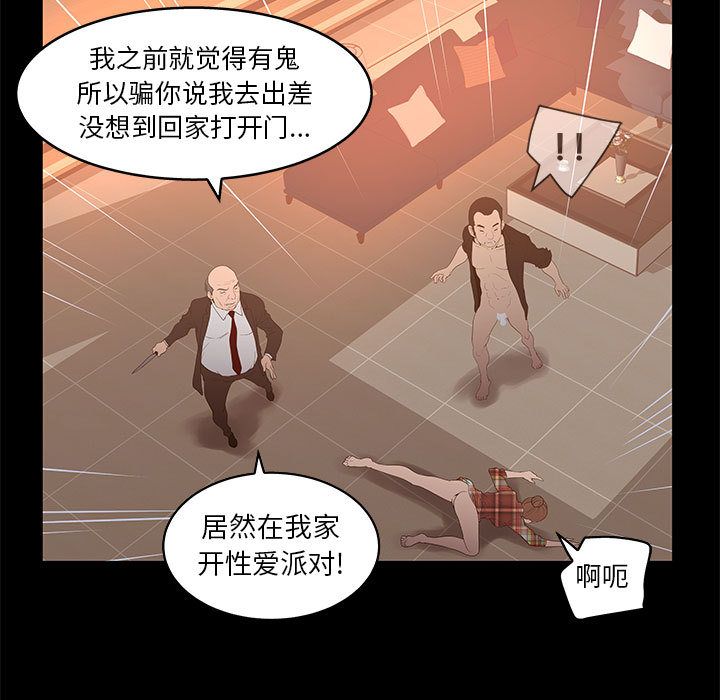 我之前就觉得有鬼
所以骗你说我去出差
没想到回家打开门...
!!
居然在我家
开性爱派对!
啊呃